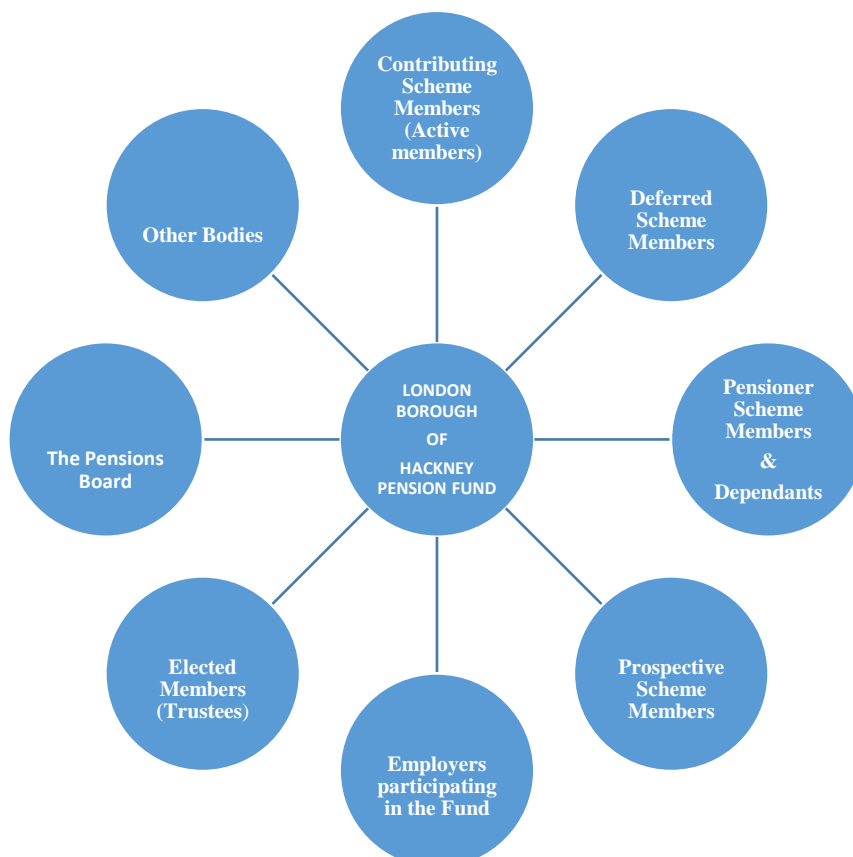 Contributing
Scheme
Members
(Active
members)
Deferred
Scheme
Members
Pensioner
Scheme
Members
&
Dependants
Prospective
Scheme
Members
Employers
participating
in the Fund
Elected
Members
(Trustees)
The Pensions
Board
Other Bodies
LONDON
BOROUGH
OF
HACKNEY
PENSION FUND